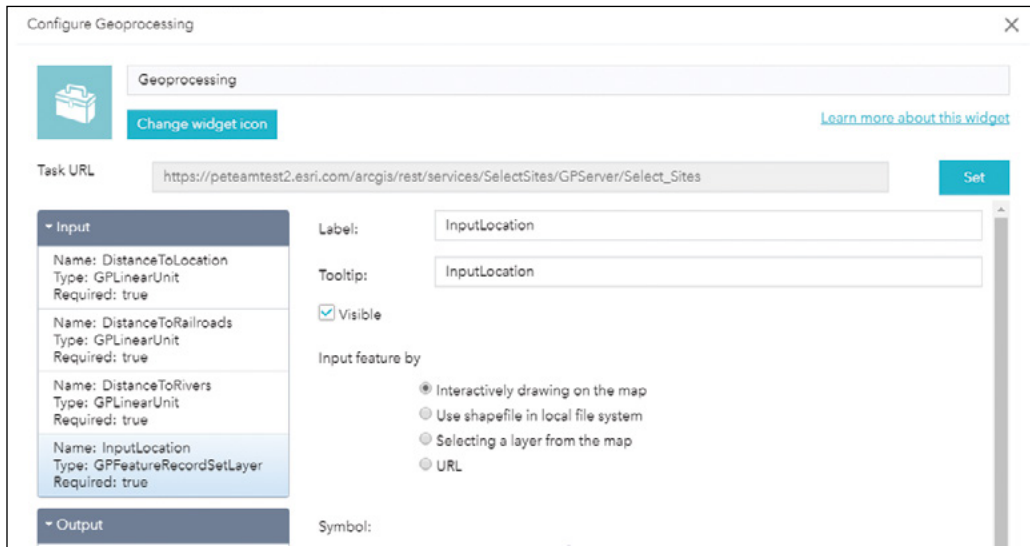 Configure Geoprocessing
Geoprocessing
Change widget icon
Learn more about this widget
Task URL
https://peteamtest2.esri.com/arcgis/rest/services/SelectSites/GPServer/Select_Sites
Set
Input
Name: DistanceToLocation
Type: GPLinearUnit
Required: true
Name: DistanceToRailroads
Type: GPLinearUnit
Required: true
Name: DistanceToRivers
Type: GPLinearUnit
Required: true
Name: InputLocation
Type: GPFeatureRecordSetLayer
Required: true
Output
Label:
InputLocation
Tooltip:
InputLocation
Visible
Input feature by
Interactively drawing on the map
Use shapefile in local file system
Selecting a layer from the map
URL
Symbol: